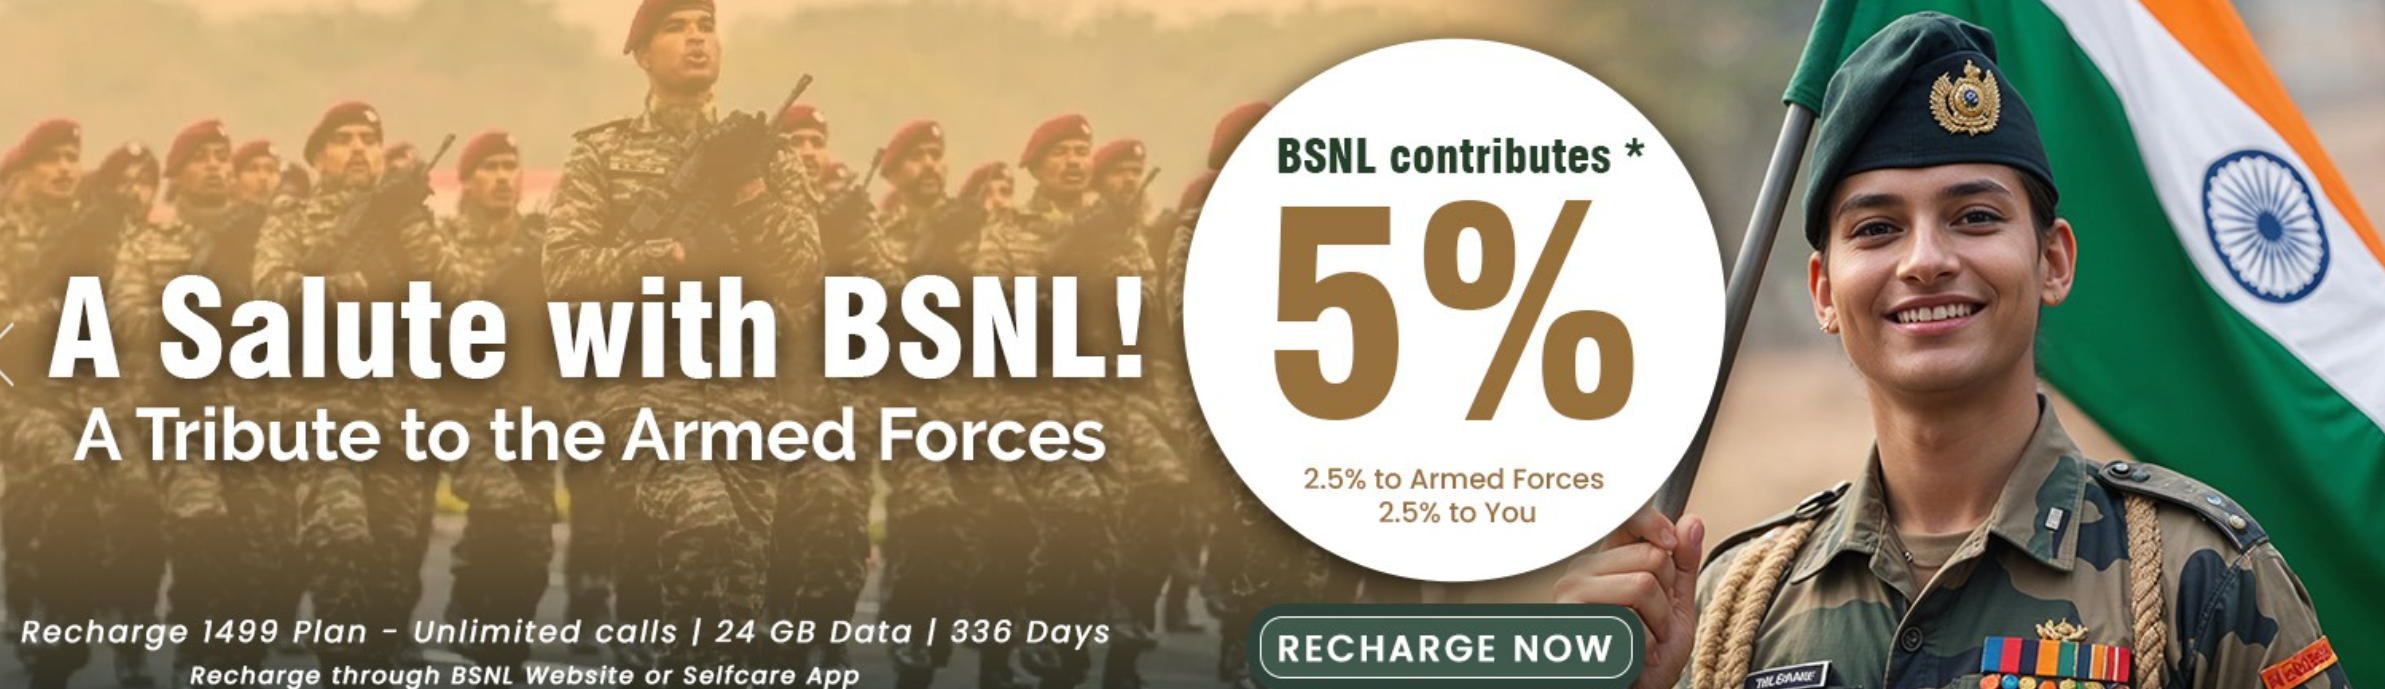 A Salute with BSNL!
A Tribute to the Armed Forces
Recharge 1499 Plan - Unlimited calls | 24 GB Data | 336 Days
Recharge through BSNL Website or Selfcare App
BSNL contributes *
5%
2.5% to Armed Forces
2.5% to You
RECHARGE NOW